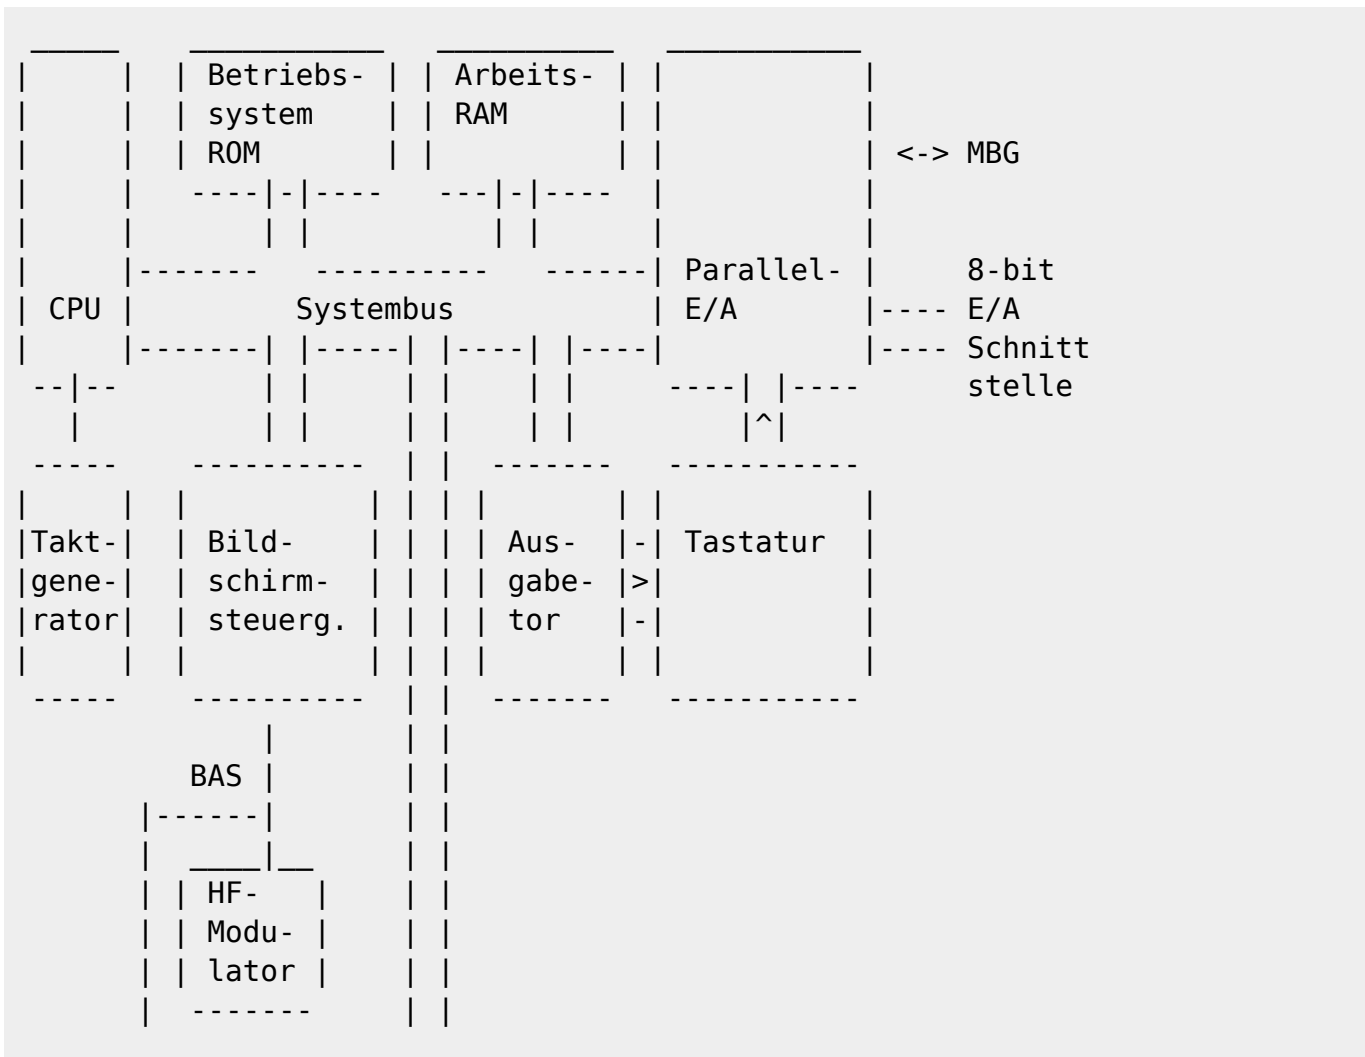 Betriebs- Arbeits-
system RAM
ROM <-> MBG
Parallel- 8-bit
CPU Systembus E/A E/A
Schnitt
stelle
Takt- Bild- Aus- Tastatur
gene- schirm- gabe-
rator steuerg. tor
BAS
HF-
Modu-
lator